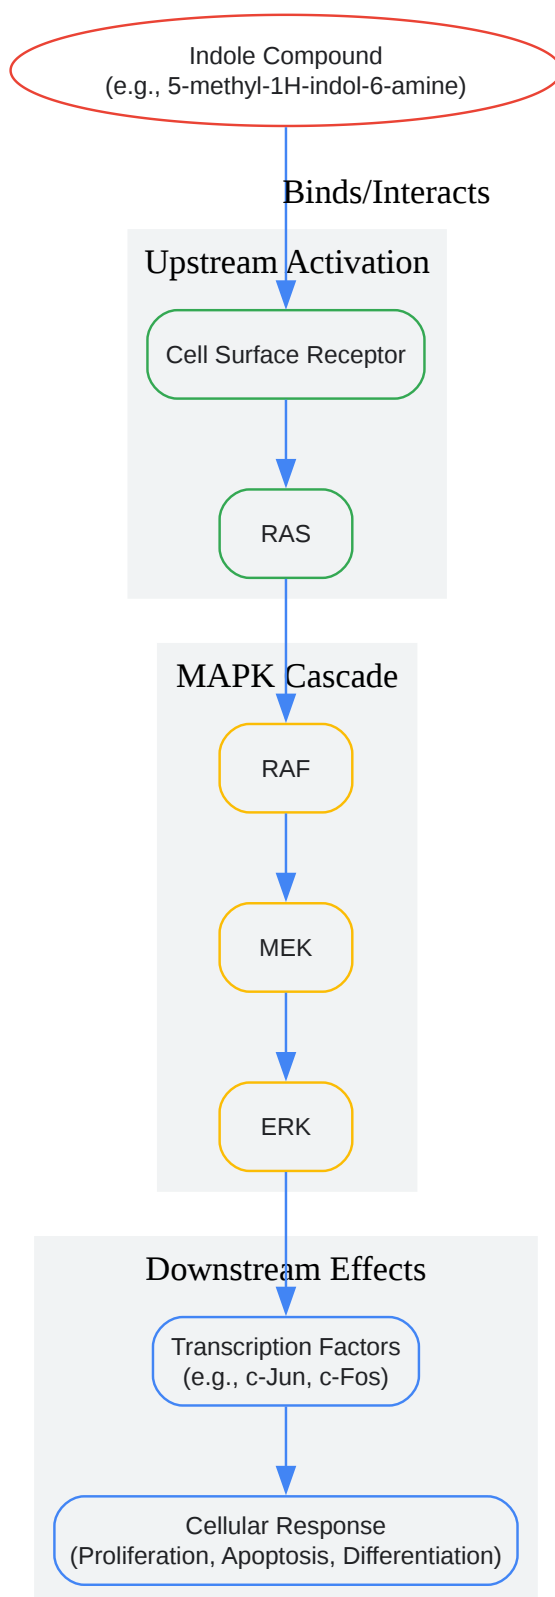 Indole Compound
(e.g., 5-methyl-1H-indol-6-amine)
Binds/Interacts
Upstream Activation
Cell Surface Receptor
RAS
MAPK Cascade
RAF
MEK
ERK
Downstream Effects
Transcription Factors
(e.g., c-Jun, c-Fos)
Cellular Response
(Proliferation, Apoptosis, Differentiation)